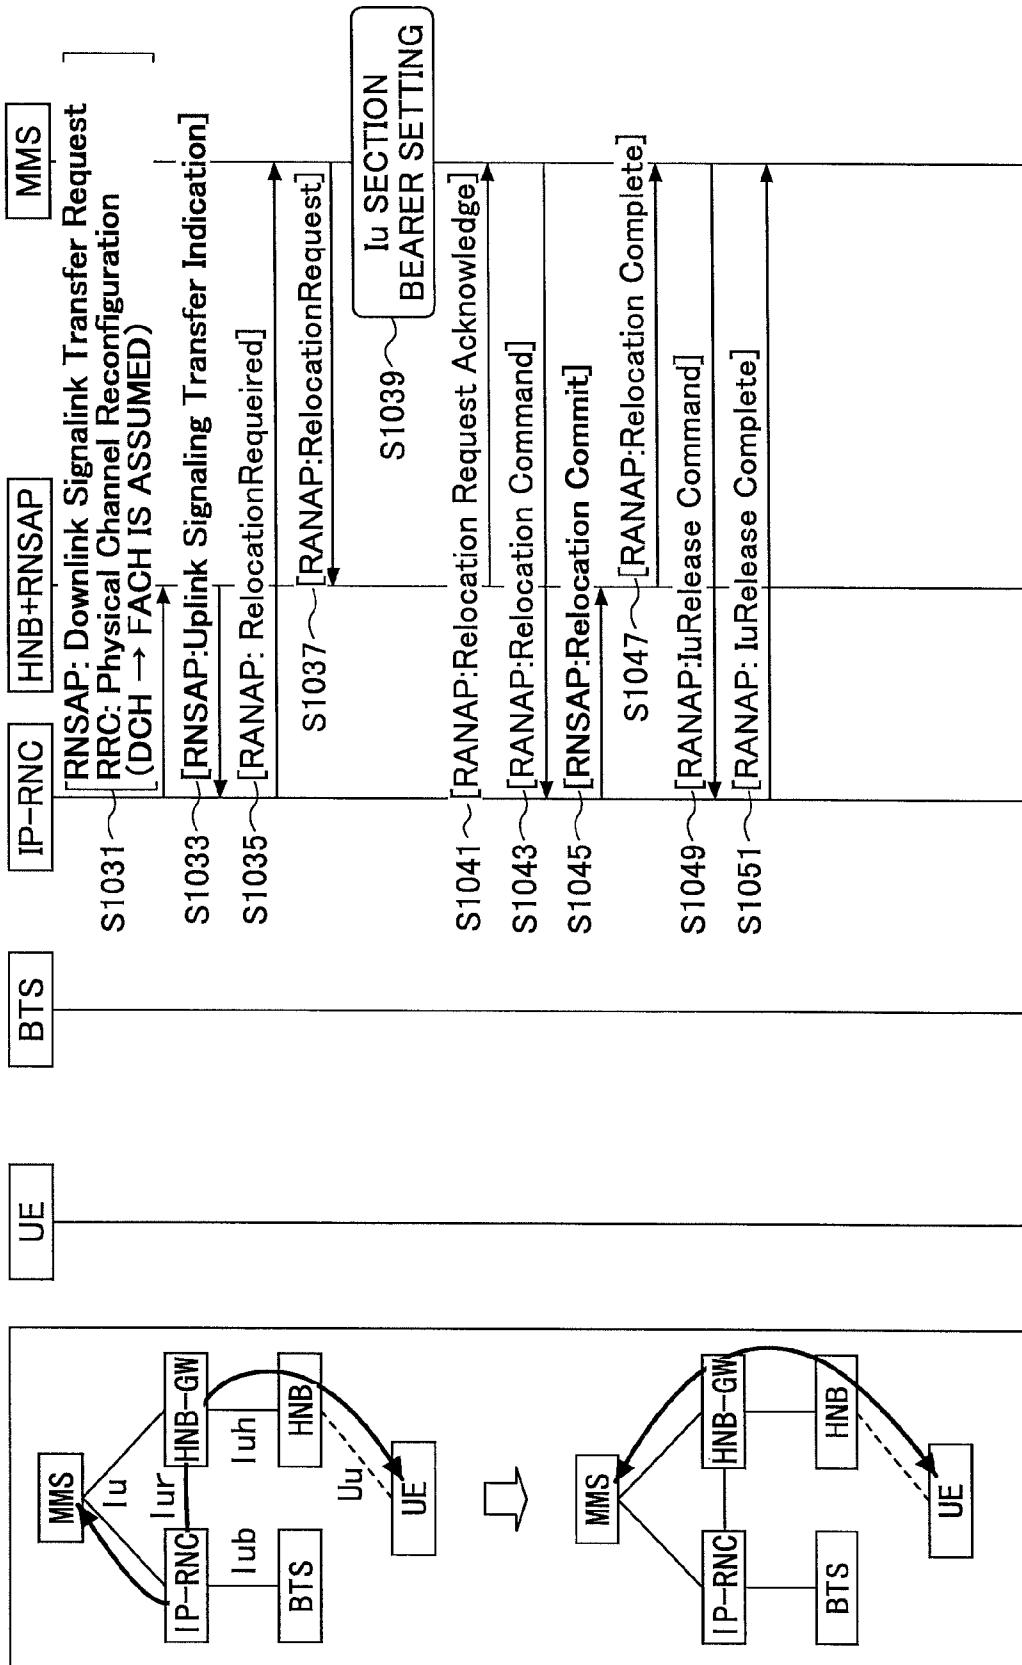 UE
BTS
IP-RNC
HNB+RNSAP
MMS
S1031
[RNSAP: Downlink Signalink Transfer Request
RRC: Physical Channel Reconfiguration
(DCH → FACH IS ASSUMED)]
S1033
[RNSAP:Uplink Signaling Transfer Indication]
S1035
[RANAP: RelocationRequeired]
S1037
[RANAP:RelocationRequest]
S1039
Iu SECTION
BEARER SETTING
S1041
[RANAP:Relocation Request Acknowledge]
S1043
[RANAP:Relocation Command]
S1045
[RNSAP:Relocation Commit]
S1047
[RANAP:Relocation Complete]
S1049
[RANAP:IuRelease Command]
S1051
[RANAP: IuRelease Complete]
MMS
Iu
IP-RNC
Iur
HNB-GW
Iub
Iuh
BTS
HNB
Uu
UE
MMS
IP-RNC
HNB-GW
BTS
HNB
UE